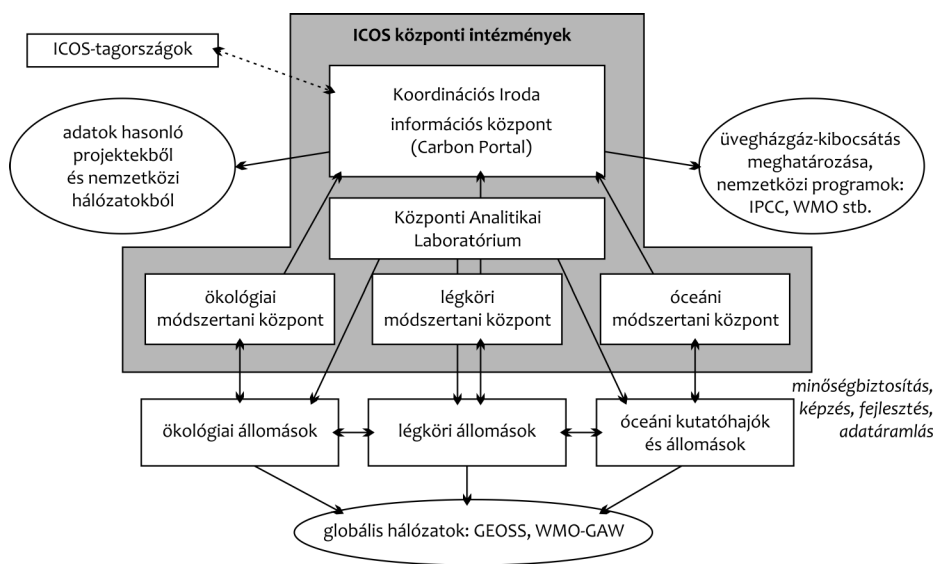 ICOS központi intézmények
ICOS-tagországok
Koordinációs Iroda
információs központ
(Carbon Portal)
adatok hasonló
projektekből
és nemzetközi
hálózatokból
üvegházgáz-kibocsátás
meghatározása,
nemzetközi programok:
IPCC, WMO stb.
Központi Analitikai
Laboratórium
ökológiai
módszertani központ
légköri
módszertani központ
óceáni
módszertani központ
minőségbiztosítás,
képzés, fejlesztés,
adatáramlás
ökológiai állomások
légköri állomások
óceáni kutatóhajók
és állomások
globális hálózatok: GEOSS, WMO-GAW